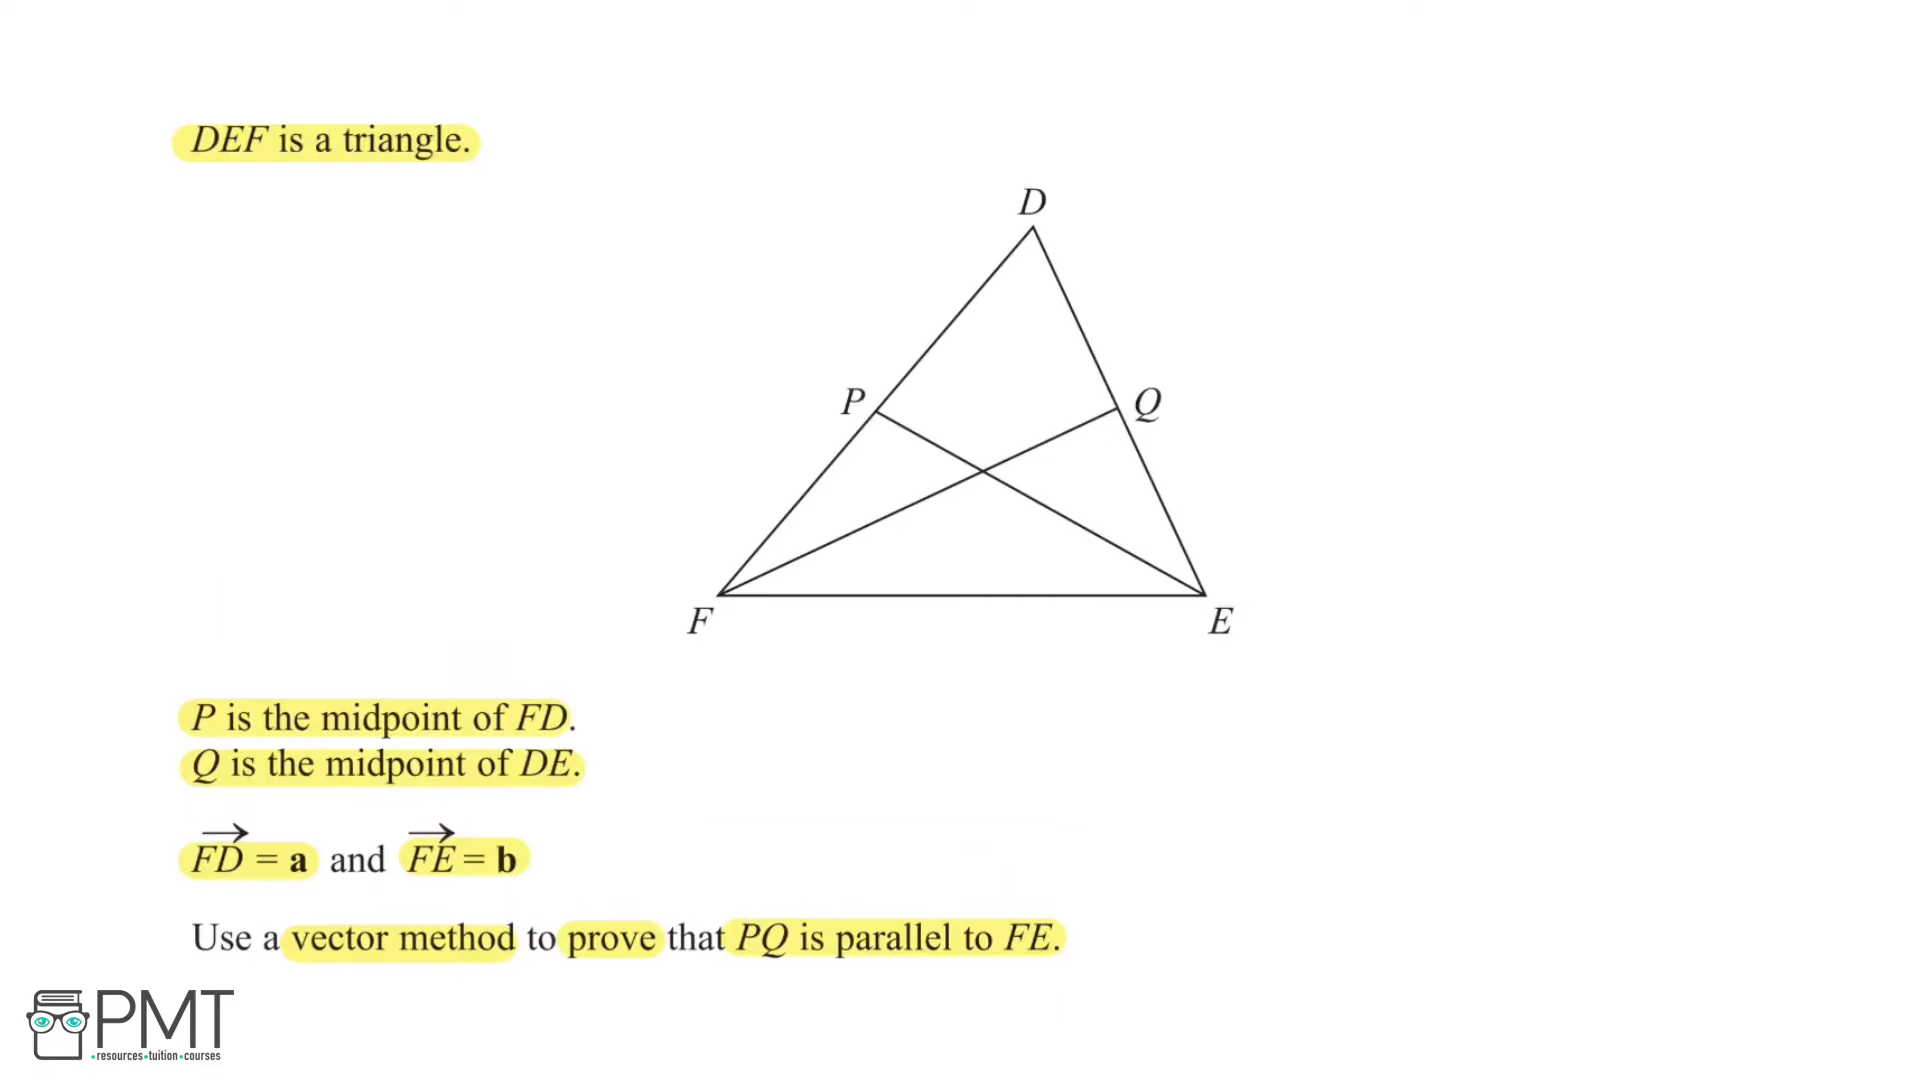 DEF is a triangle.
D
P
Q
F
E
P is the midpoint of FD.
Q is the midpoint of DE.
→FD = a and →FE = b
Use a vector method to prove that PQ is parallel to FE.
PMT
•resources•tuition•courses